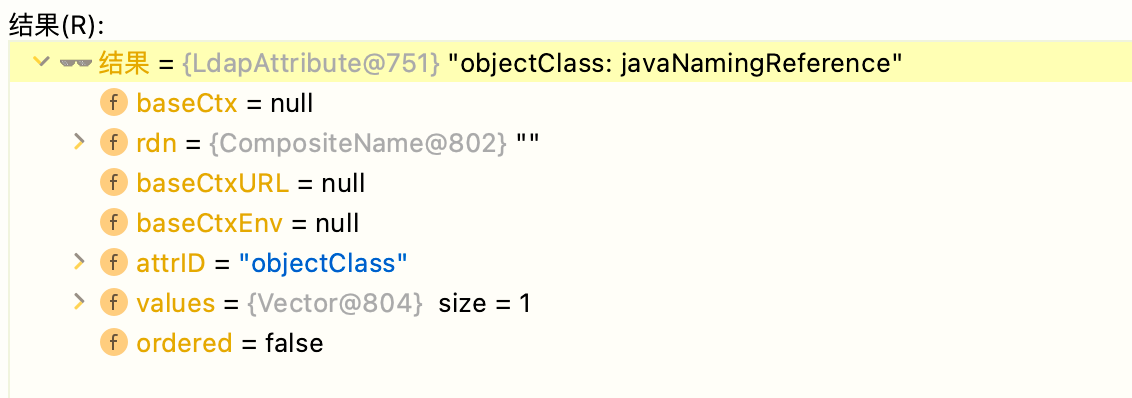 结果(R):
结果 = {LdapAttribute@751} "objectClass: javaNamingReference"
f baseCtx = null
f rdn = {CompositeName@802} ""
f baseCtxURL = null
f baseCtxEnv = null
f attrID = "objectClass"
f values = {Vector@804} size = 1
f ordered = false